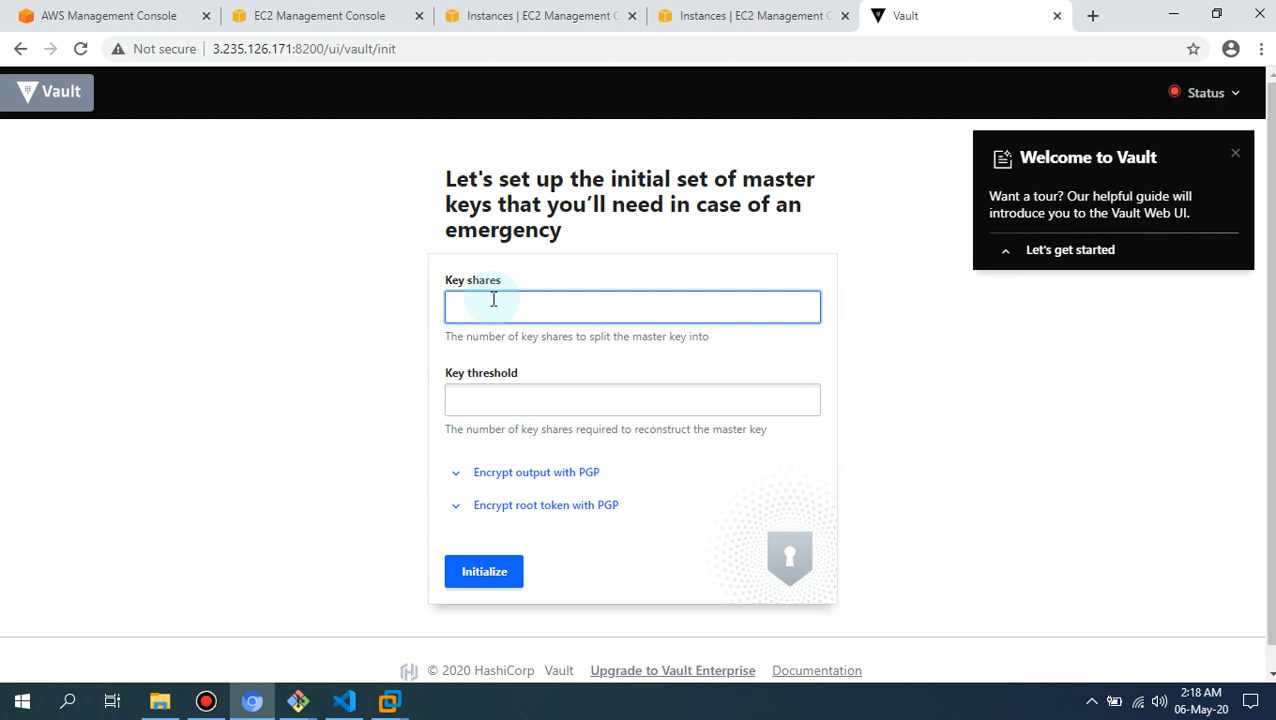 AWS Management Consol
EC2 Management Console
Instances | EC2 Management C
Instances | EC2 Management C
Vault
Not secure
3.235.126.171:8200/ui/vault/init
Vault
Status
Welcome to Vault
Want a tour? Our helpful guide will
introduce you to the Vault Web UI.
Let's get started
Let's set up the initial set of master
keys that you’ll need in case of an
emergency
Key shares
The number of key shares to split the master key into
Key threshold
The number of key shares required to reconstruct the master key
Encrypt output with PGP
Encrypt root token with PGP
Initialize
© 2020 HashiCorp Vault Upgrade to Vault Enterprise Documentation
2:18 AM
06-May-20